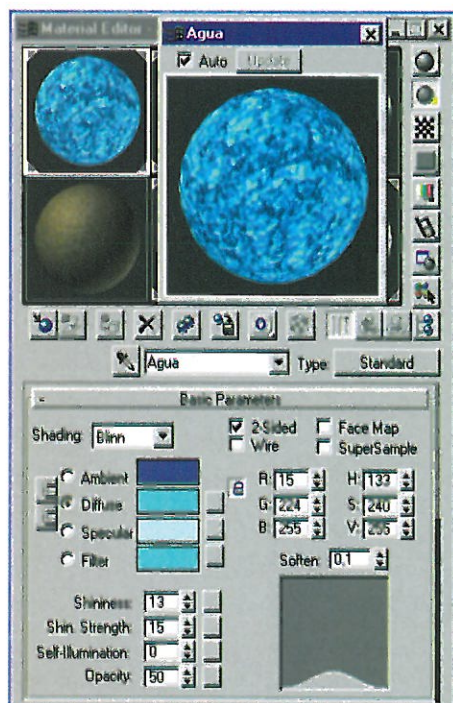 Material Editor
Agua
Auto Update
Agua Type: Standard
- Basic Parameters
Shading: Blinn
2-Sided Face Map
Wire SuperSample
Ambient
Diffuse
Specular
Filter
R: 15 H: 133
G: 224 S: 240
B: 255 V: 255
Soften: 0,1
Shininess: 13
Shin. Strength: 15
Self-Illumination: 0
Opacity: 50